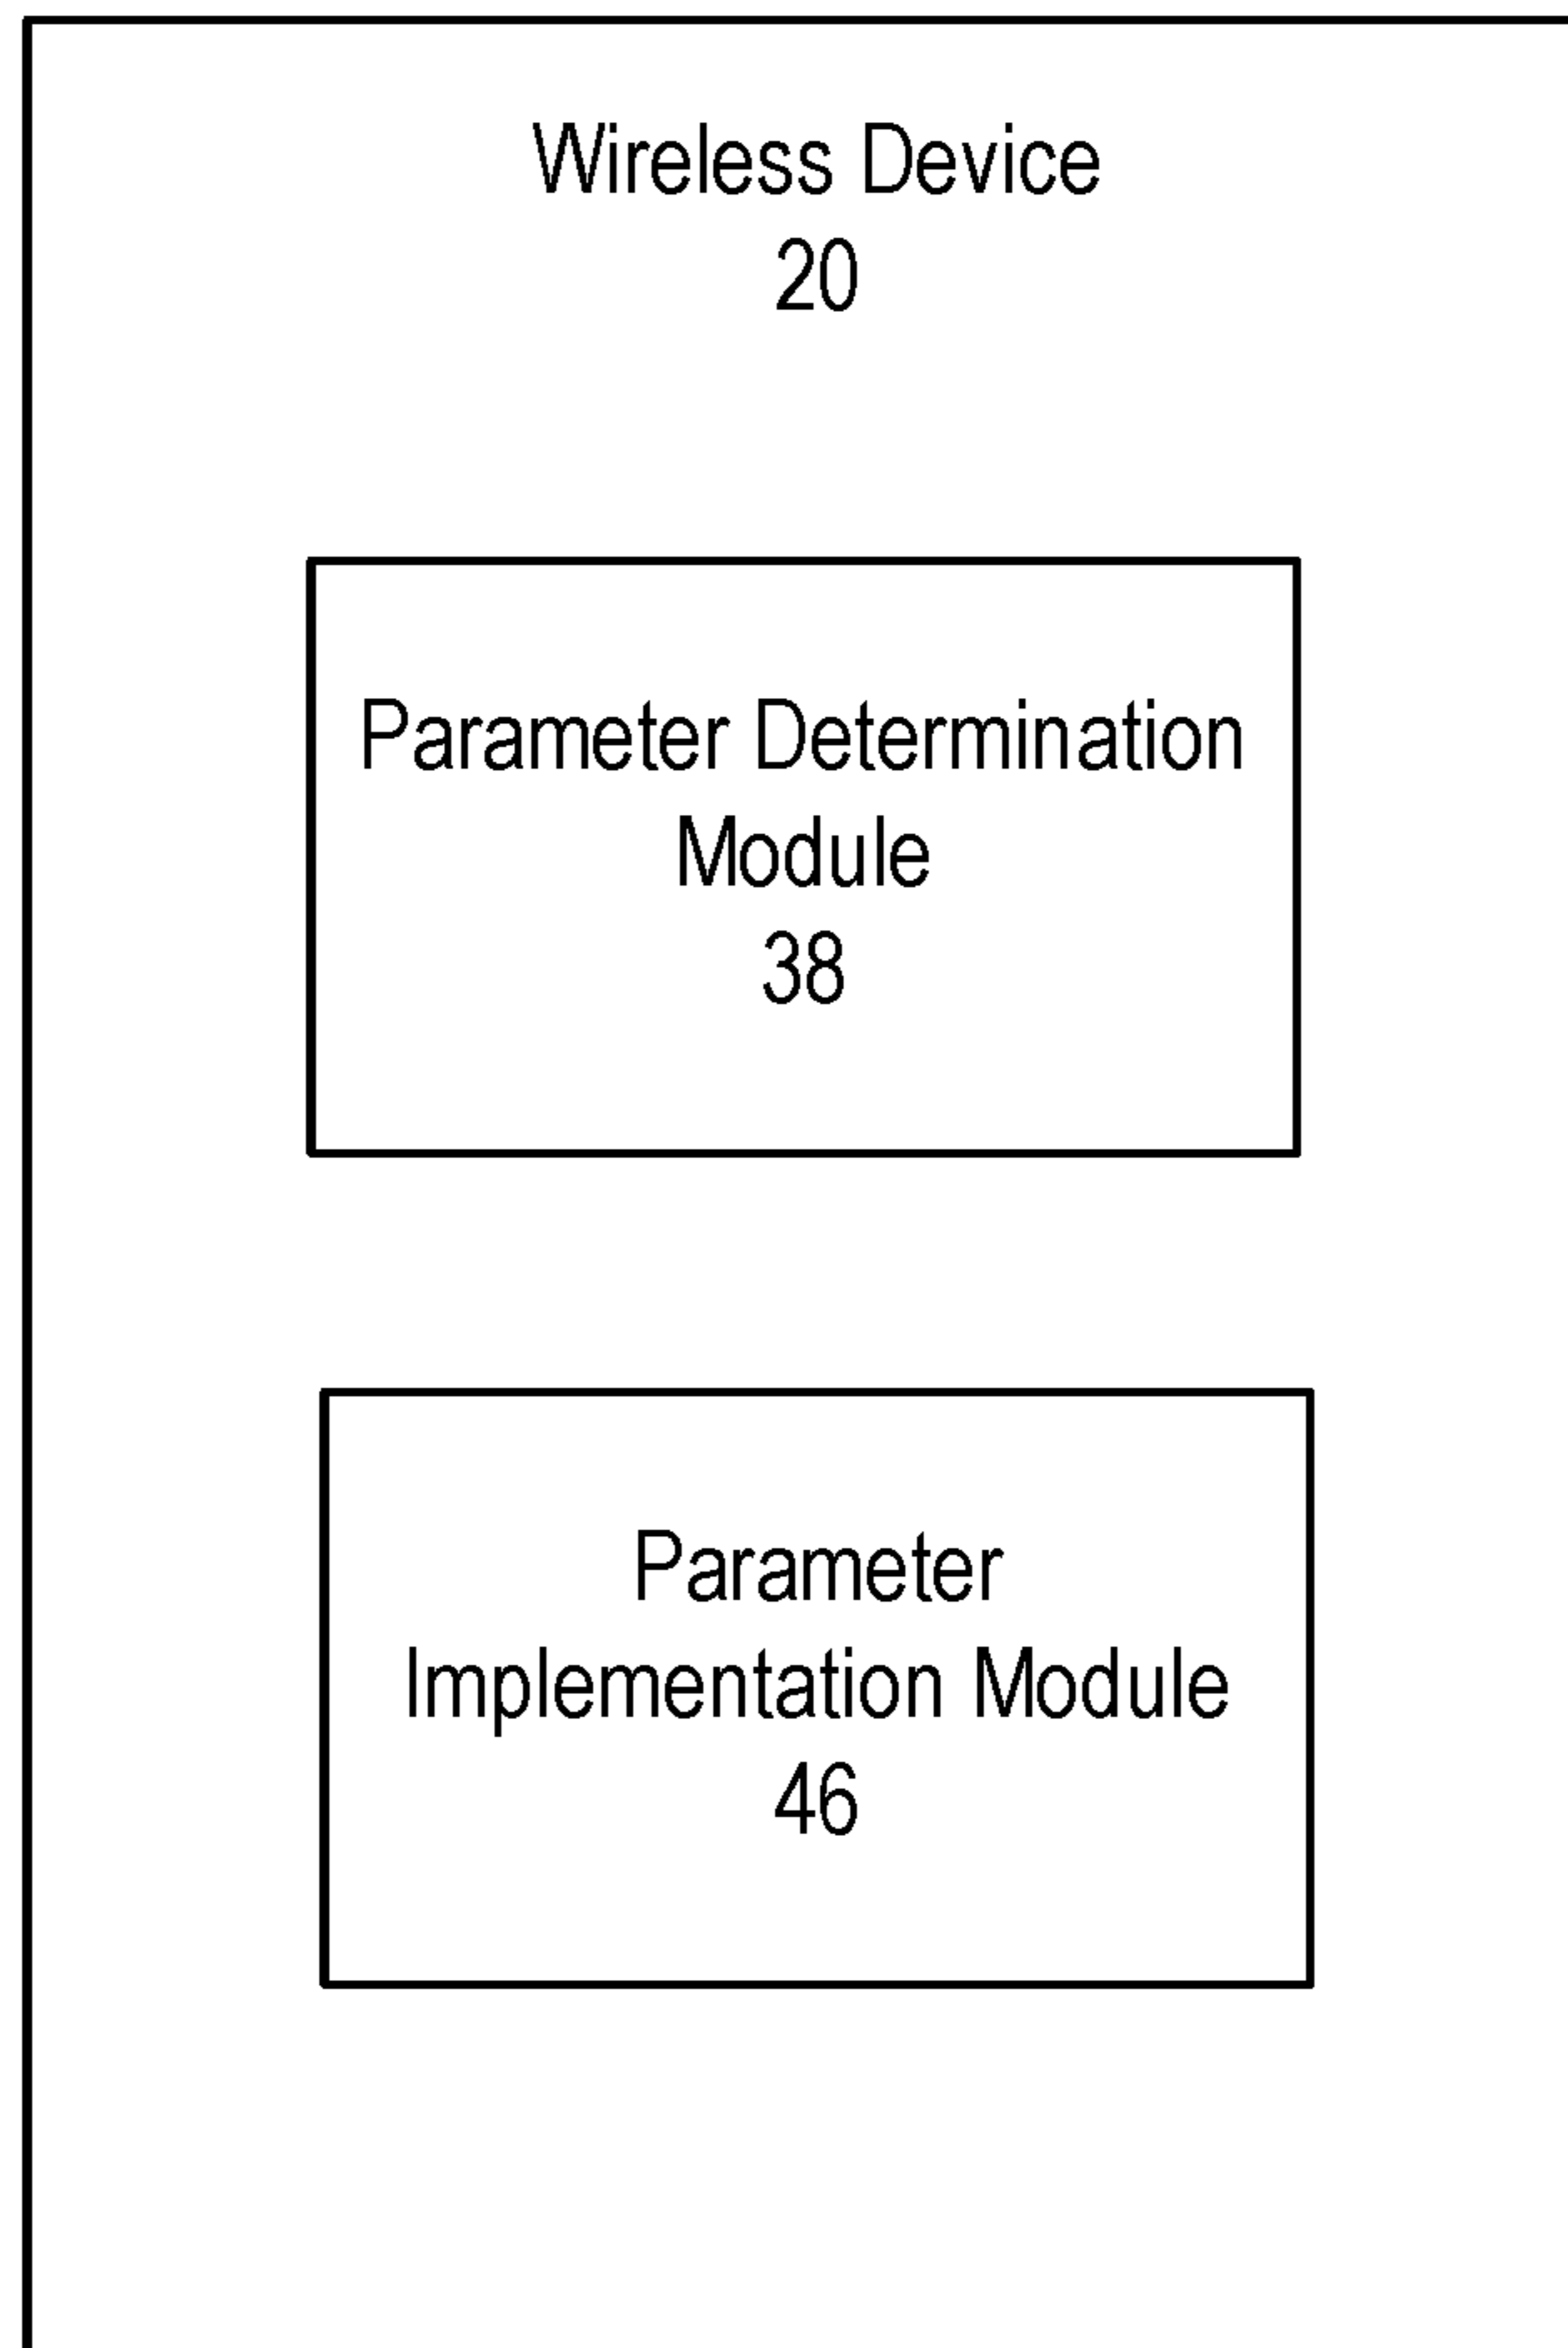 Wireless Device
20
Parameter Determination
Module
38
Parameter
Implementation Module
46